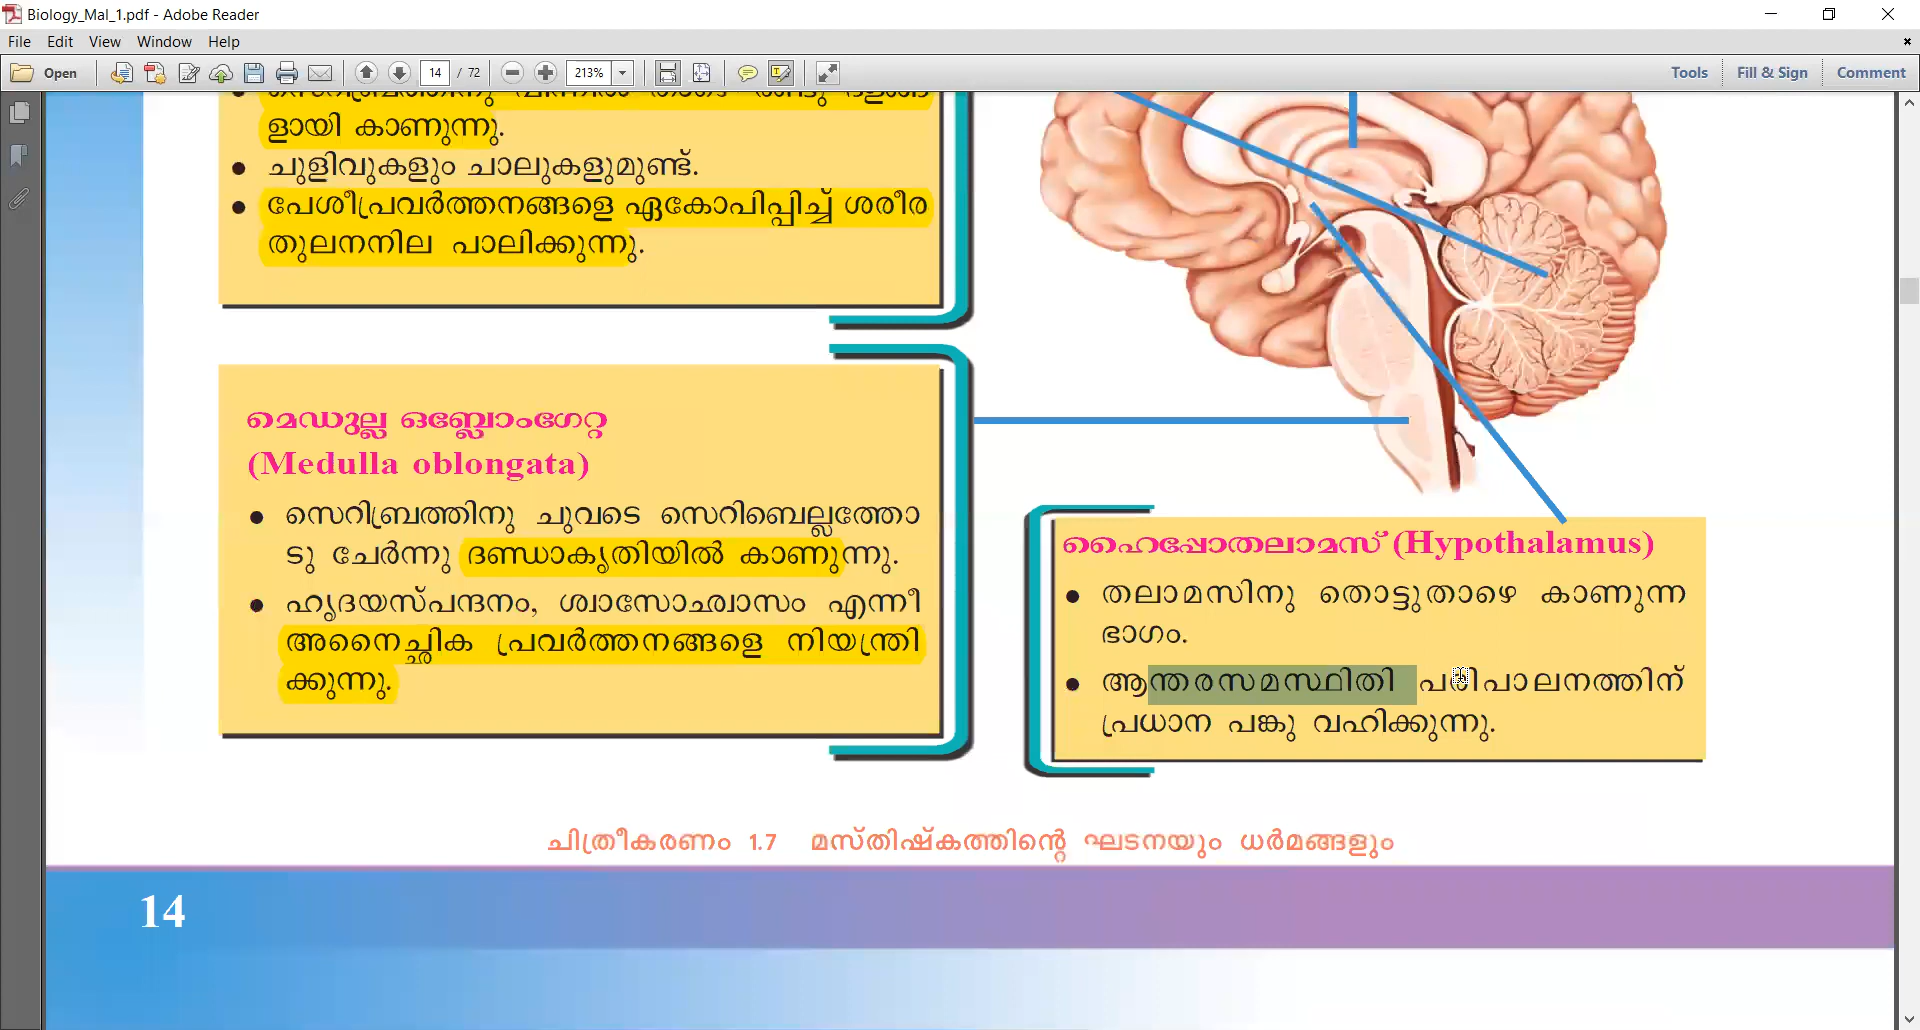 Biology_Mal_1.pdf - Adobe Reader
File Edit View Window Help
Open 14 / 72 213% Tools Fill & Sign Comment
സെറിബ്രത്തിനു പിന്നിൽ താഴെ രണ്ടു ദളങ്ങ
ളായി കാണുന്നു.
ചുളിവുകളും ചാലുകളുമുണ്ട്.
പേശീപ്രവർത്തനങ്ങളെ ഏകോപിപ്പിച്ച് ശരീര
തുലനനില പാലിക്കുന്നു.
മെഡുല്ല ഒബ്ലോംഗേറ്റ
(Medulla oblongata)
സെറിബ്രത്തിനു ചുവടെ സെറിബെല്ലത്തോ
ടു ചേർന്നു ദണ്ഡാകൃതിയിൽ കാണുന്നു.
ഹൃദയസ്പന്ദനം, ശ്വാസോഛ്വാസം എന്നീ
അനൈച്ഛിക പ്രവർത്തനങ്ങളെ നിയന്ത്രി
ക്കുന്നു.
ഹൈപ്പോതലാമസ് (Hypothalamus)
തലാമസിനു തൊട്ടുതാഴെ കാണുന്ന
ഭാഗം.
ആന്തരസമസ്ഥിതി പരിപാലനത്തിന്
പ്രധാന പങ്കു വഹിക്കുന്നു.
ചിത്രീകരണം 1.7 മസ്തിഷ്കത്തിന്റെ ഘടനയും ധർമങ്ങളും
14